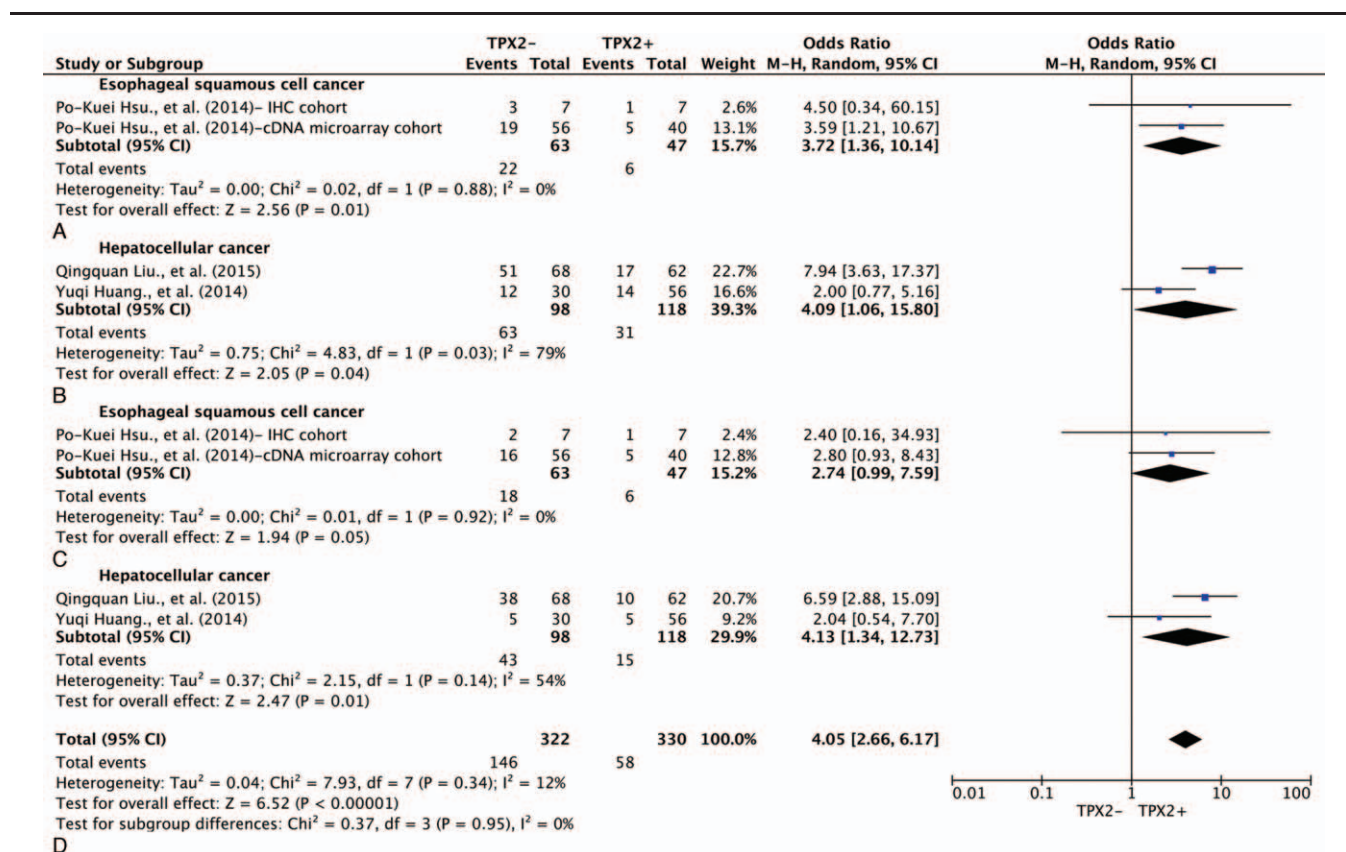 TPX2- TPX2+ Odds Ratio Odds Ratio
Study or Subgroup Events Total Events Total Weight M-H, Random, 95% CI M-H, Random, 95% CI
Esophageal squamous cell cancer
Po-Kuei Hsu., et al. (2014)- IHC cohort 3 7 1 7 2.6% 4.50 [0.34, 60.15]
Po-Kuei Hsu., et al. (2014)-cDNA microarray cohort 19 56 5 40 13.1% 3.59 [1.21, 10.67]
Subtotal (95% CI) 63 47 15.7% 3.72 [1.36, 10.14]
Total events 22 6
Heterogeneity: Tau² = 0.00; Chi² = 0.02, df = 1 (P = 0.88); I² = 0%
Test for overall effect: Z = 2.56 (P = 0.01)
A
Hepatocellular cancer
Qingquan Liu., et al. (2015) 51 68 17 62 22.7% 7.94 [3.63, 17.37]
Yuqi Huang., et al. (2014) 12 30 14 56 16.6% 2.00 [0.77, 5.16]
Subtotal (95% CI) 98 118 39.3% 4.09 [1.06, 15.80]
Total events 63 31
Heterogeneity: Tau² = 0.75; Chi² = 4.83, df = 1 (P = 0.03); I² = 79%
Test for overall effect: Z = 2.05 (P = 0.04)
B
Esophageal squamous cell cancer
Po-Kuei Hsu., et al. (2014)- IHC cohort 2 7 1 7 2.4% 2.40 [0.16, 34.93]
Po-Kuei Hsu., et al. (2014)-cDNA microarray cohort 16 56 5 40 12.8% 2.80 [0.93, 8.43]
Subtotal (95% CI) 63 47 15.2% 2.74 [0.99, 7.59]
Total events 18 6
Heterogeneity: Tau² = 0.00; Chi² = 0.01, df = 1 (P = 0.92); I² = 0%
Test for overall effect: Z = 1.94 (P = 0.05)
C
Hepatocellular cancer
Qingquan Liu., et al. (2015) 38 68 10 62 20.7% 6.59 [2.88, 15.09]
Yuqi Huang., et al. (2014) 5 30 5 56 9.2% 2.04 [0.54, 7.70]
Subtotal (95% CI) 98 118 29.9% 4.13 [1.34, 12.73]
Total events 43 15
Heterogeneity: Tau² = 0.37; Chi² = 2.15, df = 1 (P = 0.14); I² = 54%
Test for overall effect: Z = 2.47 (P = 0.01)
Total (95% CI) 322 330 100.0% 4.05 [2.66, 6.17]
Total events 146 58
Heterogeneity: Tau² = 0.04; Chi² = 7.93, df = 7 (P = 0.34); I² = 12%
Test for overall effect: Z = 6.52 (P < 0.00001)
Test for subgroup differences: Chi² = 0.37, df = 3 (P = 0.95), I² = 0%
0.01 0.1 1 10 100
TPX2- TPX2+
D